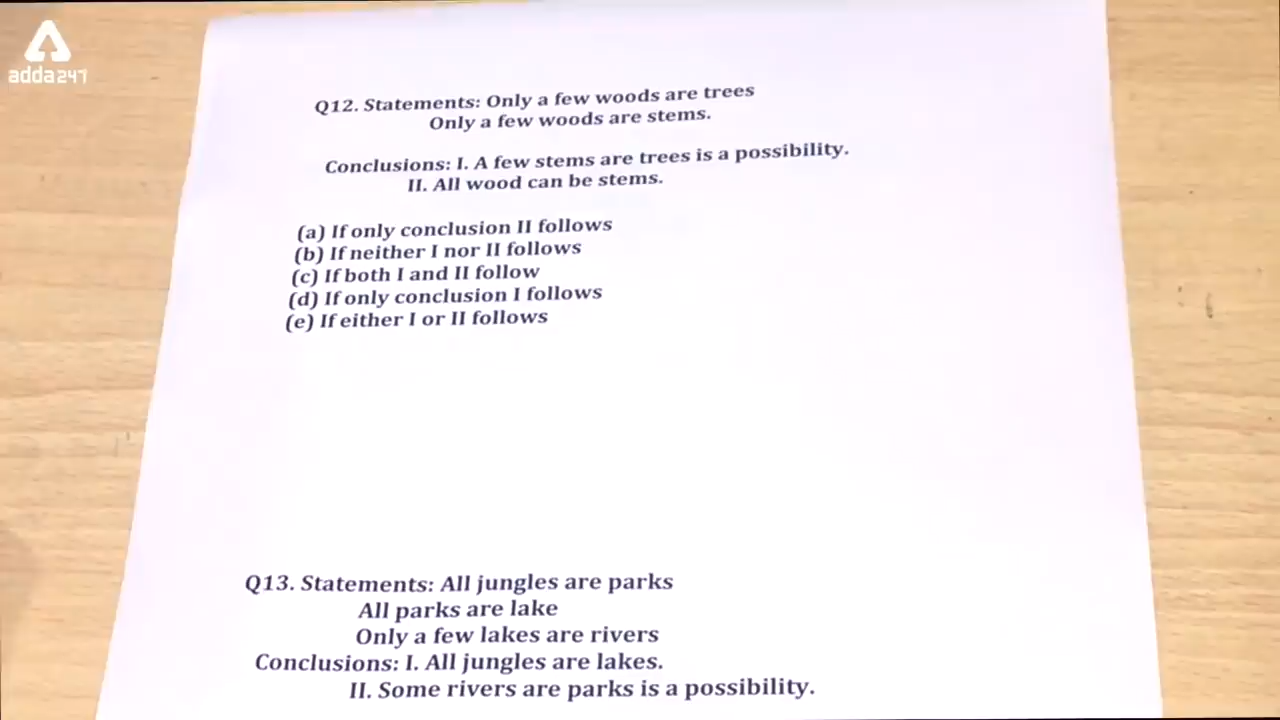 adda247
Q12. Statements: Only a few woods are trees
Only a few woods are stems.
Conclusions: I. A few stems are trees is a possibility.
II. All wood can be stems.
(a) If only conclusion II follows
(b) If neither I nor II follows
(c) If both I and II follow
(d) If only conclusion I follows
(e) If either I or II follows
Q13. Statements: All jungles are parks
All parks are lake
Only a few lakes are rivers
Conclusions: I. All jungles are lakes.
II. Some rivers are parks is a possibility.